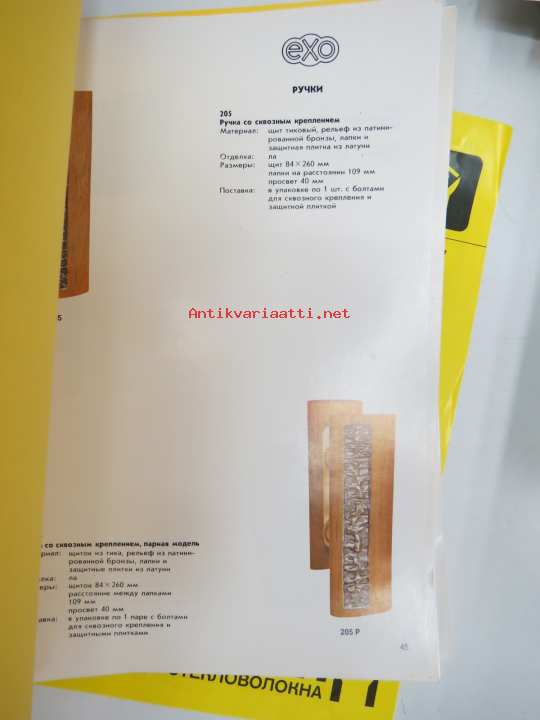 exo
РУЧКИ
205
Ручка со сквозным креплением
Материал: щит тиковый, рельеф из патини-
рованной бронзы, лапки и
защитная плитка из латуни
Отделка: ла
Размеры: щит 84 × 260 мм
лапки на расстоянии 109 мм
просвет 40 мм
Поставка: в упаковке по 1 шт. с болтами
для сквозного крепления и
защитной плиткой
5
Antikvariaatti.net
со сквозным креплением, парная модель
щиток из тика, рельеф из патини-
рованной бронзы, лапки и
защитные плитки из латуни
ла
щиток 84 × 260 мм
расстояние между лапками
109 мм
просвет 40 мм
в упаковке по 1 паре с болтами
для сквозного крепления и
защитными плитками
205 P
45
СТЕКЛОВОЛОКНА